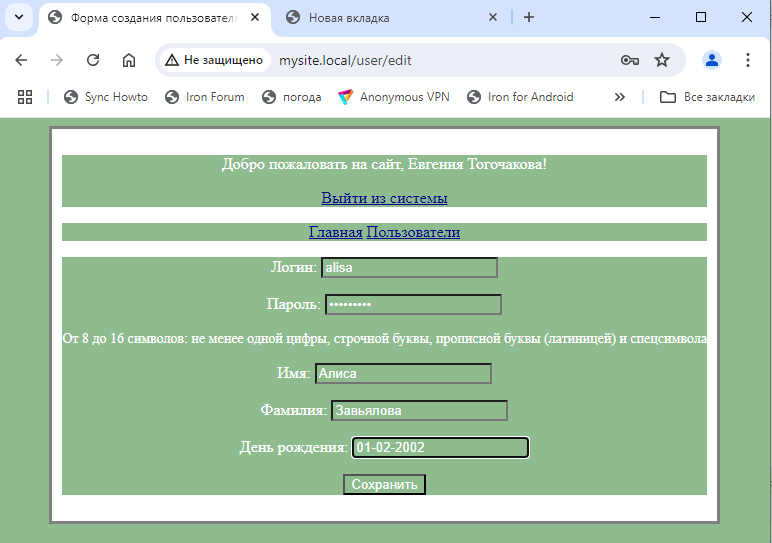 Форма создания пользователя
Новая вкладка
Не защищено
mysite.local/user/edit
Sync Howto
Iron Forum
погода
Anonymous VPN
Iron for Android
Все закладки
Добро пожаловать на сайт, Евгения Тогочакова!
Выйти из системы
Главная Пользователи
Логин: alisa
Пароль: •••••••••
От 8 до 16 символов: не менее одной цифры, строчной буквы, прописной буквы (латиницей) и спецсимвола
Имя: Алиса
Фамилия: Завьялова
День рождения: 01-02-2002
Сохранить